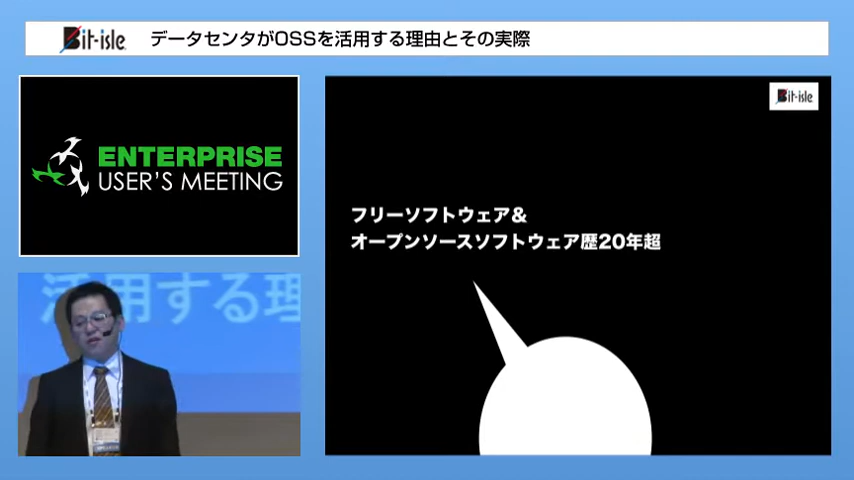 Bit-isle データセンタがOSSを活用する理由とその実際
ENTERPRISE
USER'S MEETING
Bit-isle
フリーソフトウェア&
オープンソースソフトウェア歴20年超
活用する理